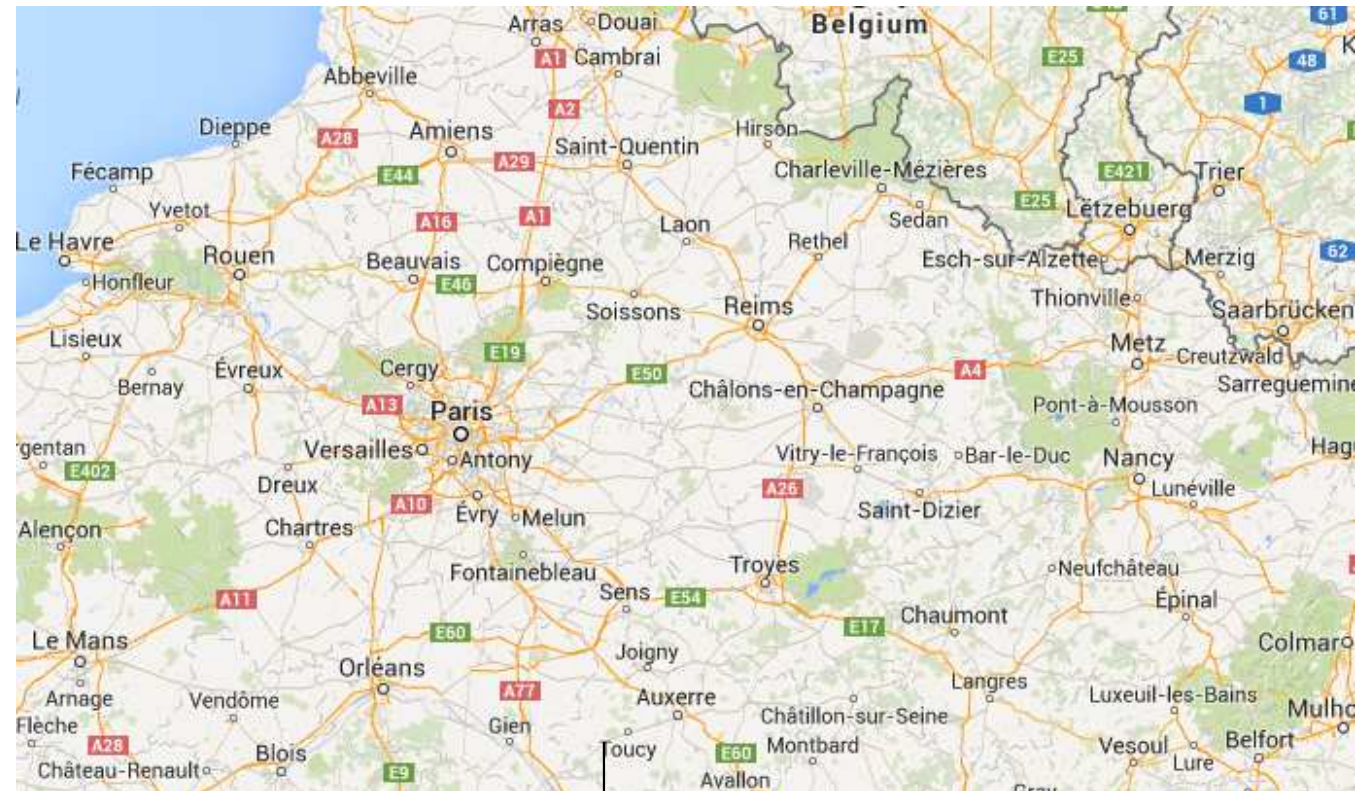 Belgium
Arras
Douai
61
A1
Cambrai
E25
48
Abbeville
A2
1
Dieppe
A28
Amiens
A29
Saint-Quentin
Hirson
Fécamp
E44
Charleville-Mézières
E421
Trier
Yvetot
A16
A1
Laon
Sedan
E25
Lëtzebuerg
Le Havre
Rouen
Beauvais
Compiègne
Rethel
Esch-sur-Alzette
Merzig
62
Honfleur
E46
Soissons
Reims
Thionville
Saarbrücken
Lisieux
E19
Metz
Creutzwald
Bernay
Évreux
Cergy
E50
A4
Sarreguemine
Châlons-en-Champagne
A13
Paris
Pont-à-Mousson
rgentan
Versailles
Antony
Vitry-le-François
Bar-le-Duc
Nancy
Hag
E402
Dreux
A10
Évry
Melun
A26
Saint-Dizier
Lunéville
Alençon
Chartres
Fontainebleau
Troyes
Neufchâteau
A11
Sens
E54
Épinal
Le Mans
E60
E17
Chaumont
Colmar
Orléans
Joigny
Arnage
Vendôme
A77
Auxerre
Langres
Luxeuil-les-Bains
Flèche
Gien
Châtillon-sur-Seine
Mulho
A28
Blois
Toucy
E60
Montbard
Vesoul
Belfort
Château-Renault
E9
Avallon
Lure